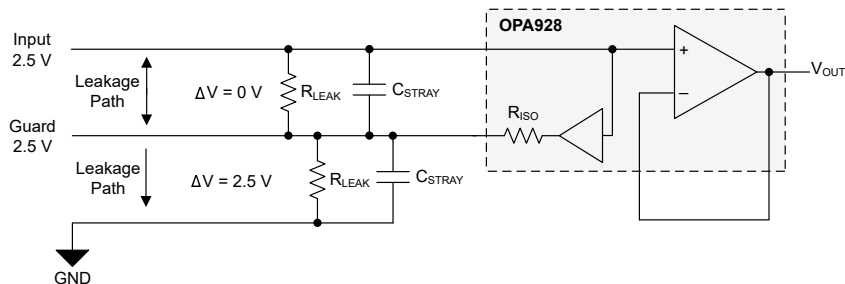 OPA928
Input
2.5 V
Leakage
Path
ΔV = 0 V
RLEAK
CSTRAY
+
–
VOUT
RISO
Guard
2.5 V
Leakage
Path
ΔV = 2.5 V
RLEAK
CSTRAY
GND